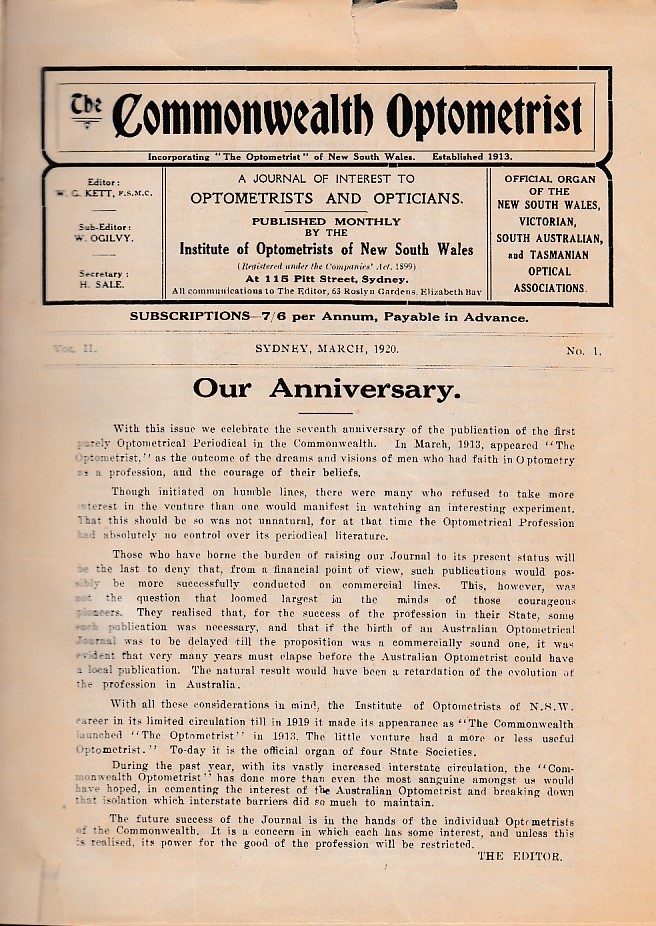 The Commonwealth Optometrist
Incorporating "The Optometrist" of New South Wales. Established 1913.
Editor:
W. G. KETT, F.S.M.C.
Sub-Editor:
W. OGILVY.
Secretary:
H. SALE.
A JOURNAL OF INTEREST TO
OPTOMETRISTS AND OPTICIANS.
PUBLISHED MONTHLY
BY THE
Institute of Optometrists of New South Wales
(Registered under the Companies' Act, 1899)
At 115 Pitt Street, Sydney.
All communications to The Editor, 63 Roslyn Gardens, Elizabeth Bay
OFFICIAL ORGAN
OF THE
NEW SOUTH WALES,
VICTORIAN,
SOUTH AUSTRALIAN,
and TASMANIAN
OPTICAL
ASSOCIATIONS.
SUBSCRIPTIONS—7/6 per Annum, Payable in Advance.
Vol. II. SYDNEY, MARCH, 1920. No. 1.
Our Anniversary.
With this issue we celebrate the seventh anniversary of the publication of the first
purely Optometrical Periodical in the Commonwealth. In March, 1913, appeared "The
Optometrist," as the outcome of the dreams and visions of men who had faith in Optometry
as a profession, and the courage of their beliefs.
Though initiated on humble lines, there were many who refused to take more
interest in the venture than one would manifest in watching an interesting experiment.
That this should be so was not unnatural, for at that time the Optometrical Profession
had absolutely no control over its periodical literature.
Those who have borne the burden of raising our Journal to its present status will
be the last to deny that, from a financial point of view, such publications would pos-
sibly be more successfully conducted on commercial lines. This, however, was
not the question that loomed largest in the minds of those courageous
pioneers. They realised that, for the success of the profession in their State, some
such publication was necessary, and that if the birth of an Australian Optometrical
Journal was to be delayed till the proposition was a commercially sound one, it was
evident that very many years must elapse before the Australian Optometrist could have
a local publication. The natural result would have been a retardation of the evolution of
the profession in Australia.
With all these considerations in mind, the Institute of Optometrists of N.S.W.
career in its limited circulation till in 1919 it made its appearance as "The Commonwealth
launched "The Optometrist" in 1913. The little venture had a more or less useful
Optometrist." To-day it is the official organ of four State Societies.
During the past year, with its vastly increased interstate circulation, the "Com-
monwealth Optometrist" has done more than even the most sanguine amongst us would
have hoped, in cementing the interest of the Australian Optometrist and breaking down
that isolation which interstate barriers did so much to maintain.
The future success of the Journal is in the hands of the individual Optometrists
of the Commonwealth. It is a concern in which each has some interest, and unless this
is realised, its power for the good of the profession will be restricted.
THE EDITOR.